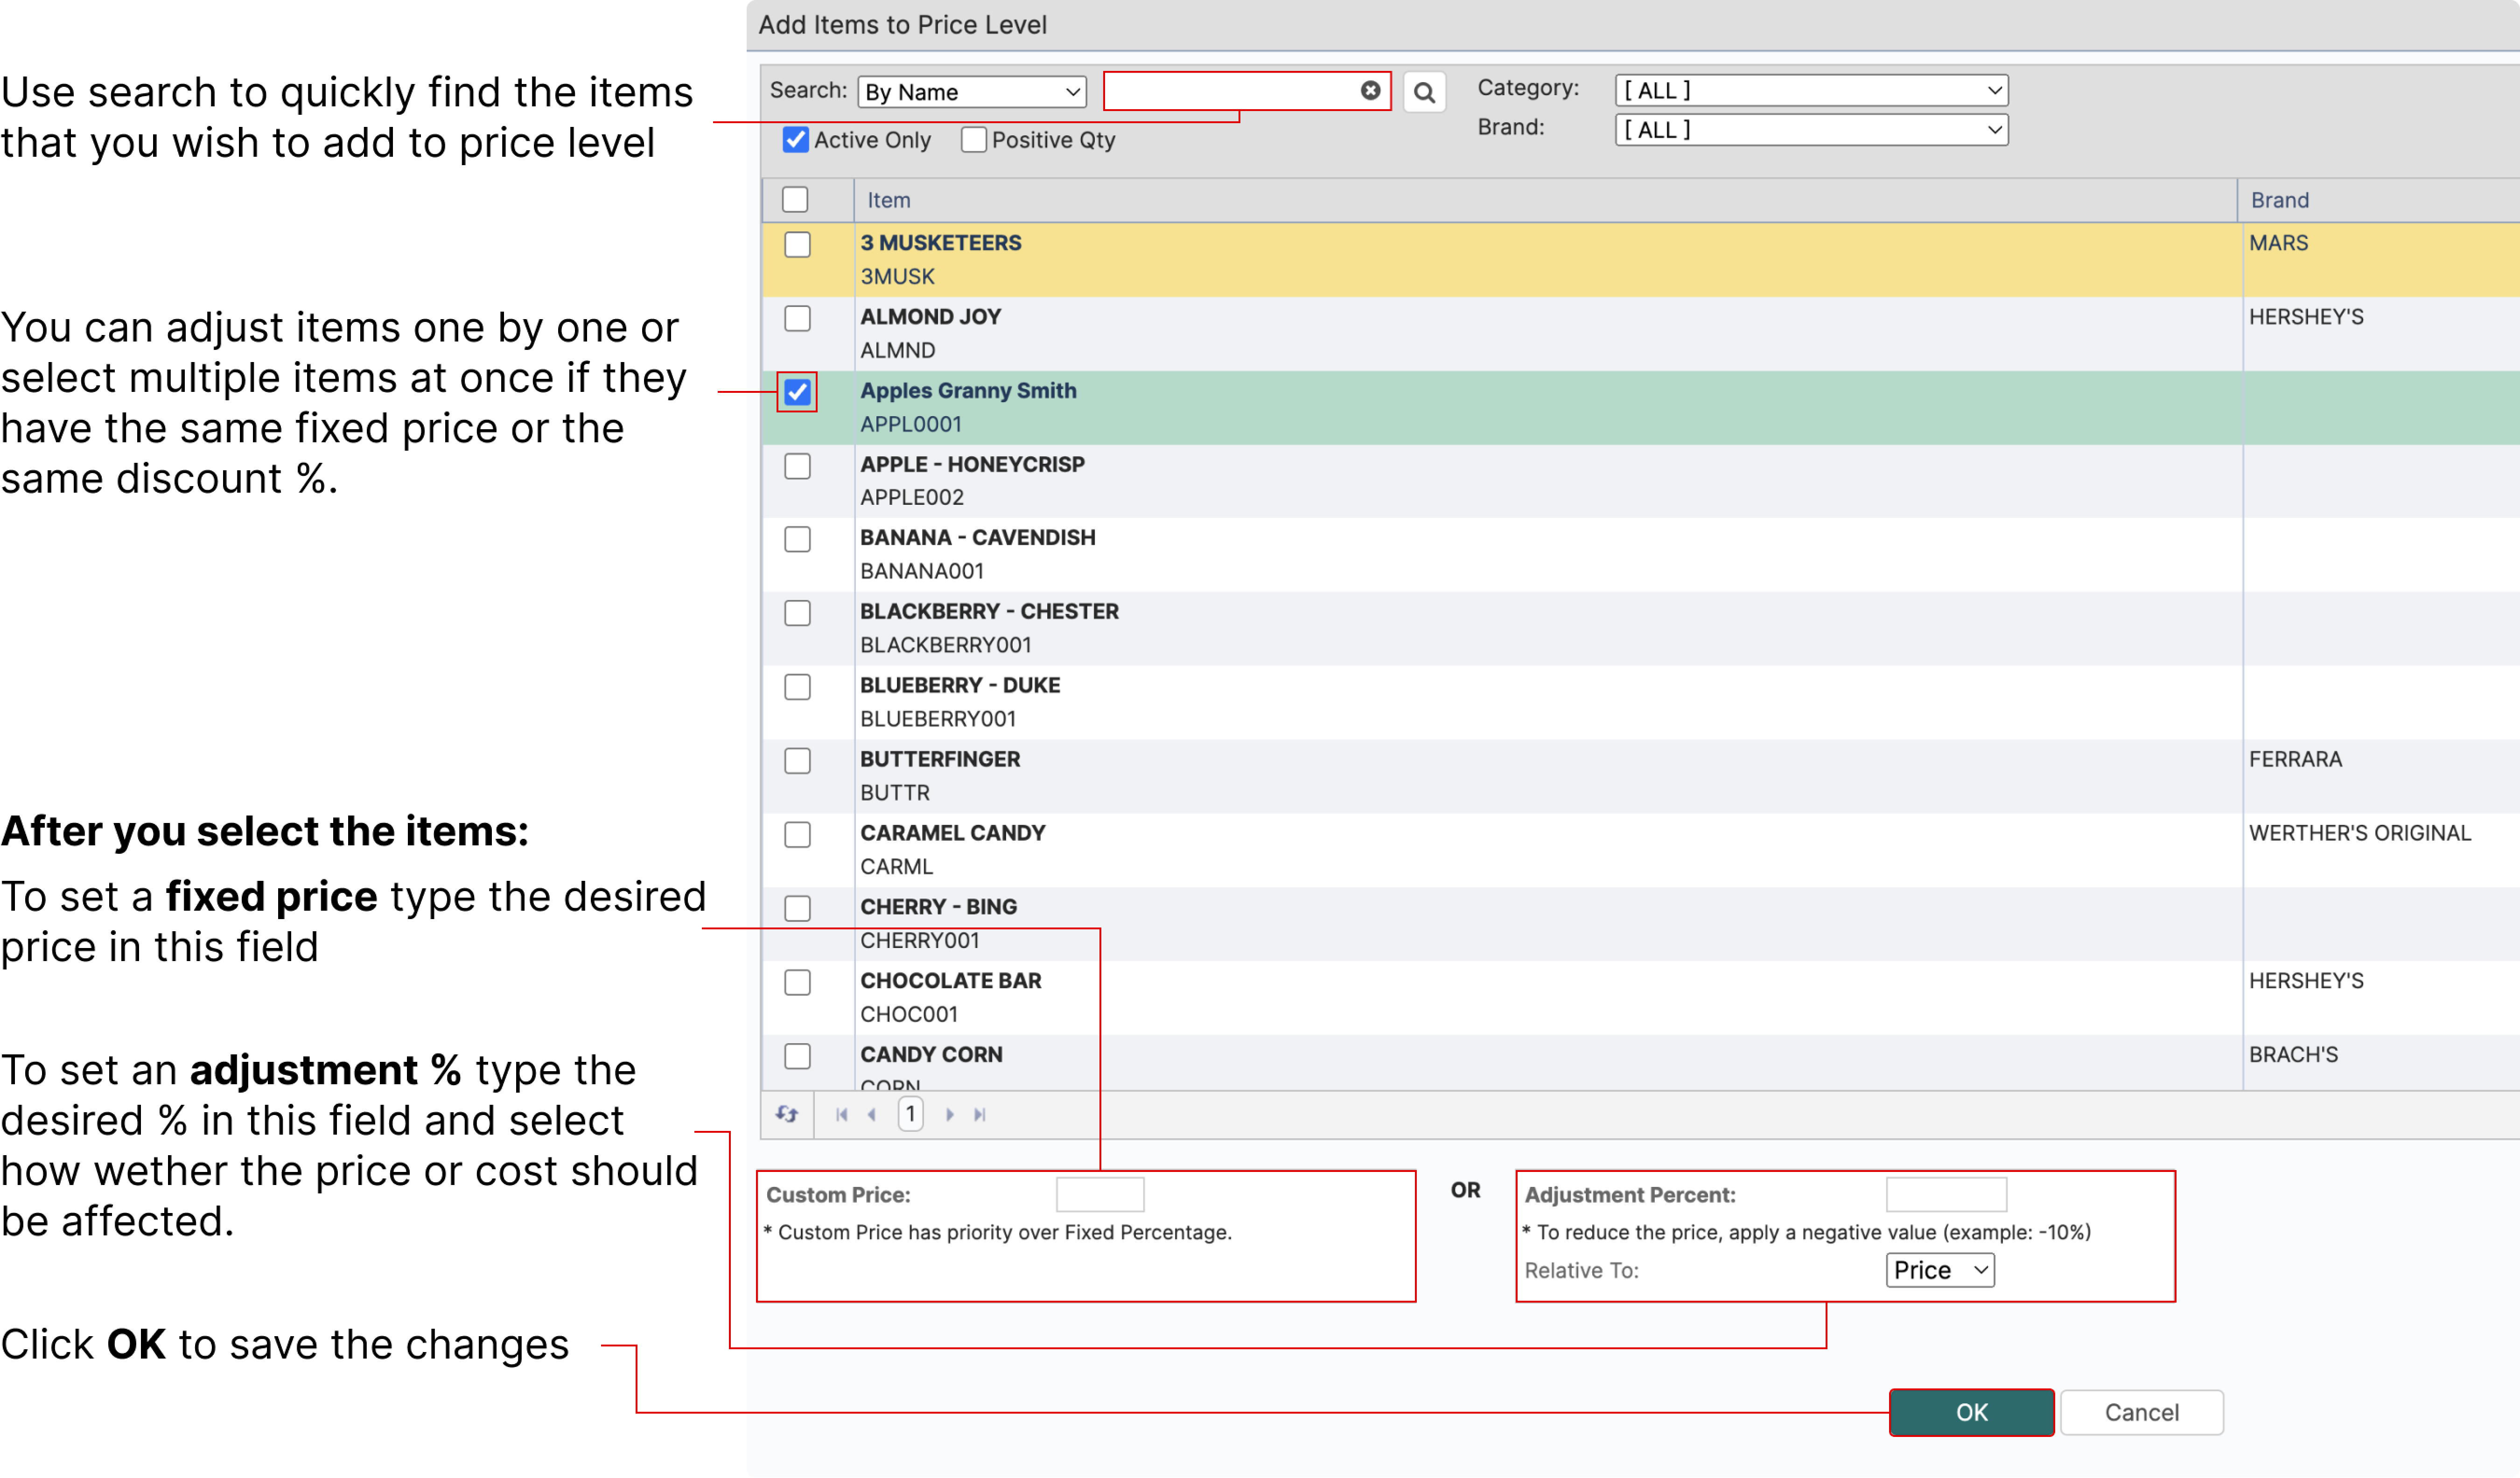 Add Items to Price Level
Use search to quickly find the items
that you wish to add to price level
Search: By Name
Category: [ ALL ]
Brand: [ ALL ]
Active Only Positive Qty
Item Brand
3 MUSKETEERS MARS
3MUSK
ALMOND JOY HERSHEY'S
ALMND
You can adjust items one by one or
select multiple items at once if they
have the same fixed price or the
same discount %.
Apples Granny Smith
APPL0001
APPLE - HONEYCRISP
APPLE002
BANANA - CAVENDISH
BANANA001
BLACKBERRY - CHESTER
BLACKBERRY001
BLUEBERRY - DUKE
BLUEBERRY001
BUTTERFINGER FERRARA
BUTTR
CARAMEL CANDY WERTHER'S ORIGINAL
CARML
CHERRY - BING
CHERRY001
CHOCOLATE BAR HERSHEY'S
CHOC001
CANDY CORN BRACH'S
CORN
1
After you select the items:
To set a fixed price type the desired
price in this field
To set an adjustment % type the
desired % in this field and select
how wether the price or cost should
be affected.
Custom Price:
* Custom Price has priority over Fixed Percentage.
OR
Adjustment Percent:
* To reduce the price, apply a negative value (example: -10%)
Relative To: Price
Click OK to save the changes
OK Cancel